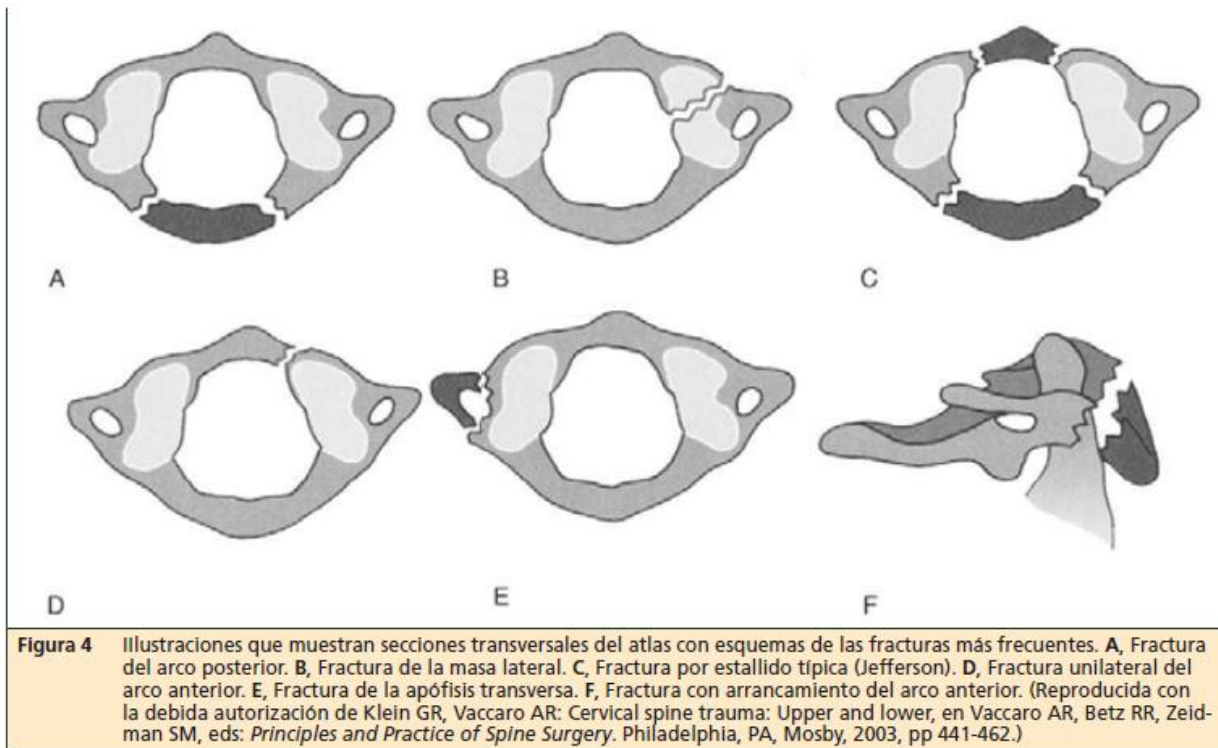 A
B
C
D
E
F
Figura 4 Illustraciones que muestran secciones transversales del atlas con esquemas de las fracturas más frecuentes. A, Fractura
del arco posterior. B, Fractura de la masa lateral. C, Fractura por estallido típica (Jefferson). D, Fractura unilateral del
arco anterior. E, Fractura de la apófisis transversa. F, Fractura con arrancamiento del arco anterior. (Reproducida con
la debida autorización de Klein GR, Vaccaro AR: Cervical spine trauma: Upper and lower, en Vaccaro AR, Betz RR, Zeid-
man SM, eds: Principles and Practice of Spine Surgery. Philadelphia, PA, Mosby, 2003, pp 441-462.)